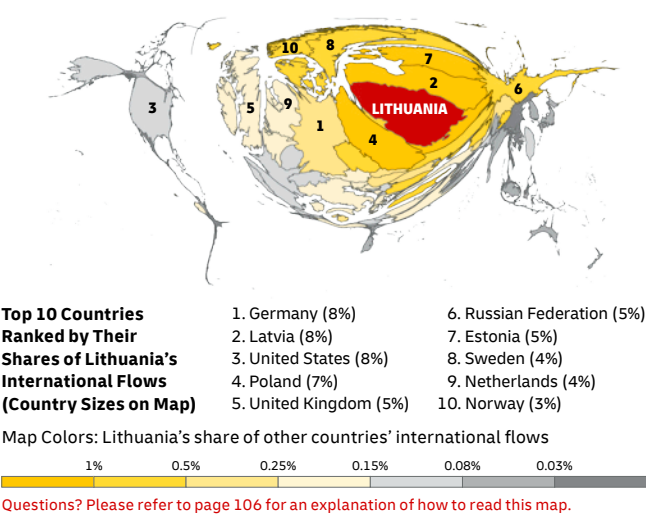 10
8
7
2
6
3
5
9
LITHUANIA
1
4
Top 10 Countries
Ranked by Their
Shares of Lithuania's
International Flows
(Country Sizes on Map)
1. Germany (8%)
2. Latvia (8%)
3. United States (8%)
4. Poland (7%)
5. United Kingdom (5%)
6. Russian Federation (5%)
7. Estonia (5%)
8. Sweden (4%)
9. Netherlands (4%)
10. Norway (3%)
Map Colors: Lithuania's share of other countries' international flows
1% 0.5% 0.25% 0.15% 0.08% 0.03%
Questions? Please refer to page 106 for an explanation of how to read this map.